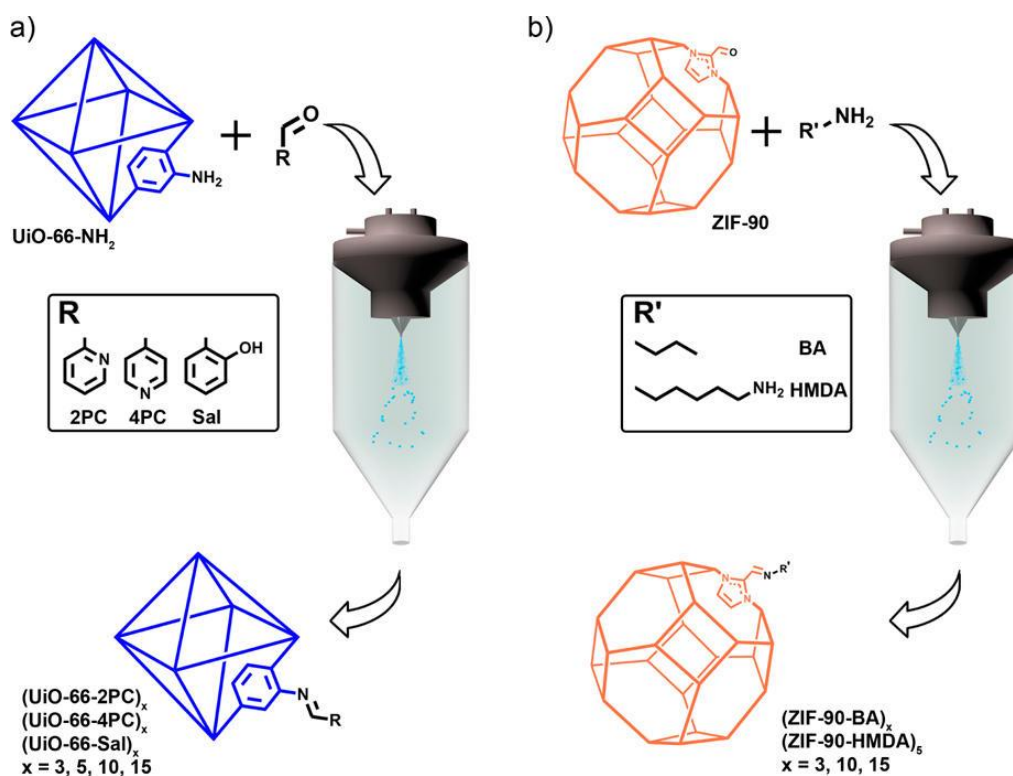 a)
NH₂
UiO-66-NH₂
O
R
R
N
N
OH
2PC 4PC Sal
N
R
(UiO-66-2PC)ₓ
(UiO-66-4PC)ₓ
(UiO-66-Sal)ₓ
x = 3, 5, 10, 15
b)
N
N
O
ZIF-90
+
R'-NH₂
R'
BA
NH₂ HMDA
N
N
N-R'
(ZIF-90-BA)ₓ
(ZIF-90-HMDA)₅
x = 3, 10, 15